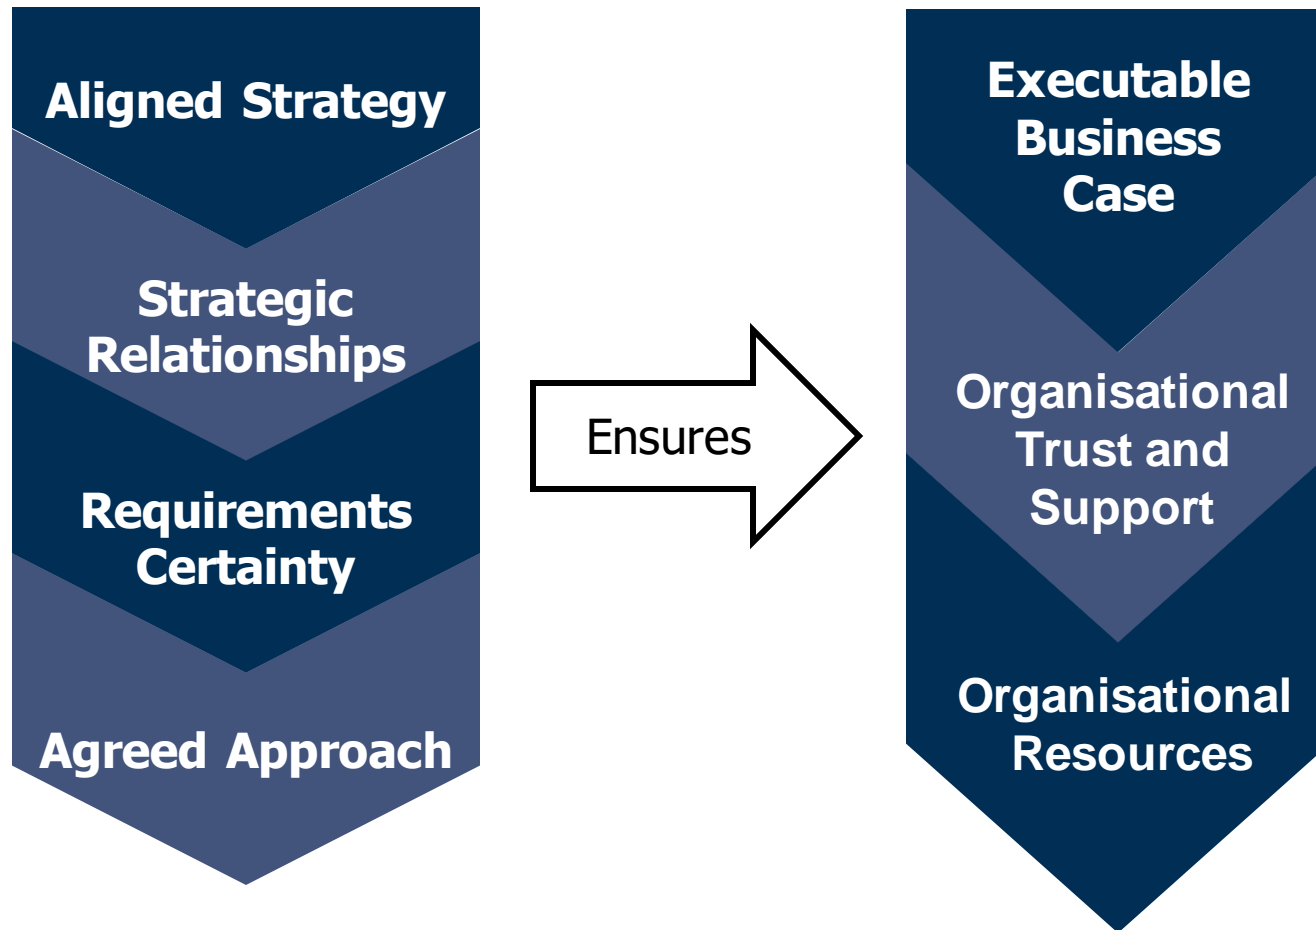 Aligned Strategy
Strategic
Relationships
Requirements
Certainty
Agreed Approach
Ensures
Executable
Business
Case
Organisational
Trust and
Support
Organisational
Resources